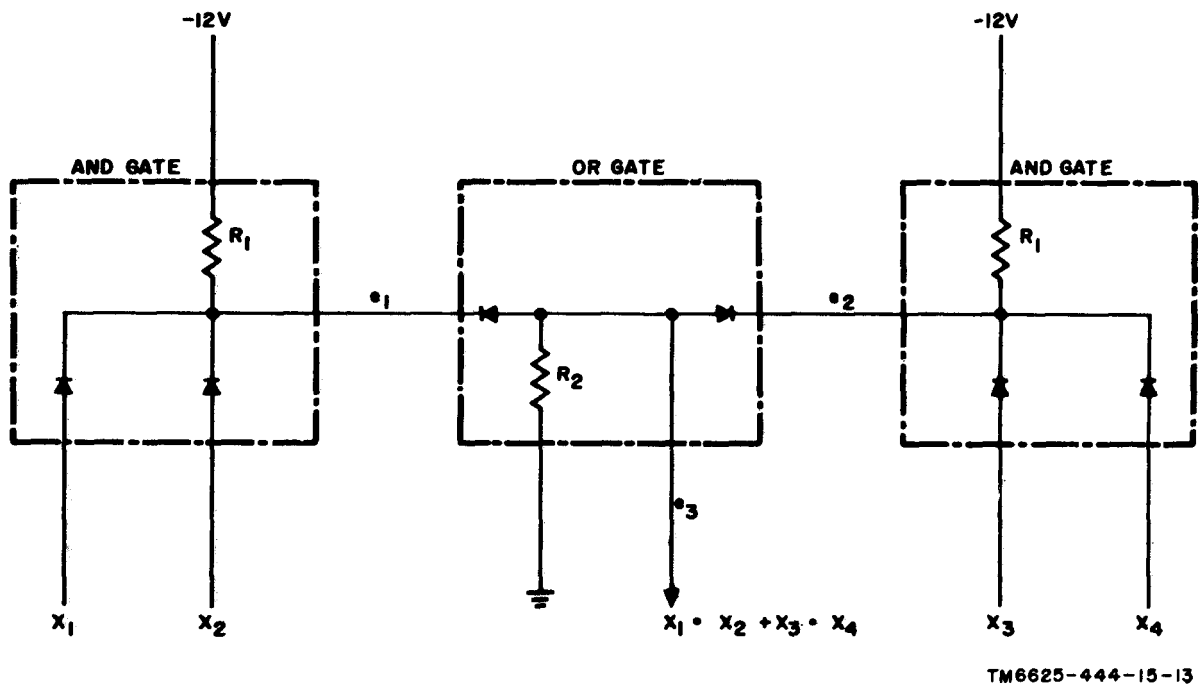 -12V
-12V
AND GATE
OR GATE
AND GATE
R1
R1
e1
e2
R2
e3
X1
X2
X1 • X2 + X3 • X4
X3
X4
TM6625-444-15-13